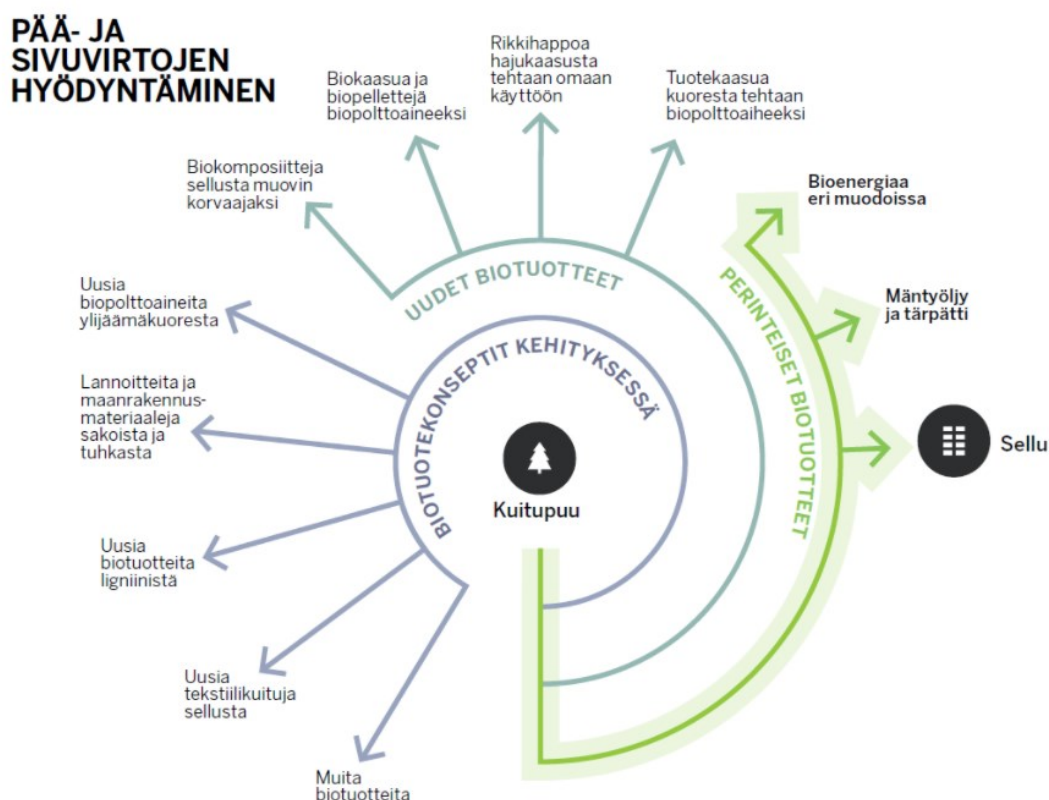 PÄÄ- JA
SIVUVIRTOJEN
HYÖDYNTÄMINEN
Rikkihappoa
hajukaasusta
tehtaan omaan
käyttöön
Biokaasua ja
biopellettejä
biopolttoaineeksi
Tuotekaasua
kuoresta tehtaan
biopolttoaiheeksi
Biokomposiitteja
sellusta muovin
korvaajaksi
Bioenergiaa
eri muodoissa
UUDET BIOTUOTTEET
PERINTEISET BIOTUOTTEET
Uusia
biopolttoaineita
ylijäämäkuoresta
Mäntyöljy
ja tärpätti
BIOTUOTEKONSEPTIT KEHITYKSESSÄ
Lannoitteita ja
maanrakennus-
materiaaleja
sakoista ja
tuhkasta
Sellu
Kuitupuu
Uusia
biotuotteita
ligniinistä
Uusia
tekstiilikuituja
sellusta
Muita
biotuotteita